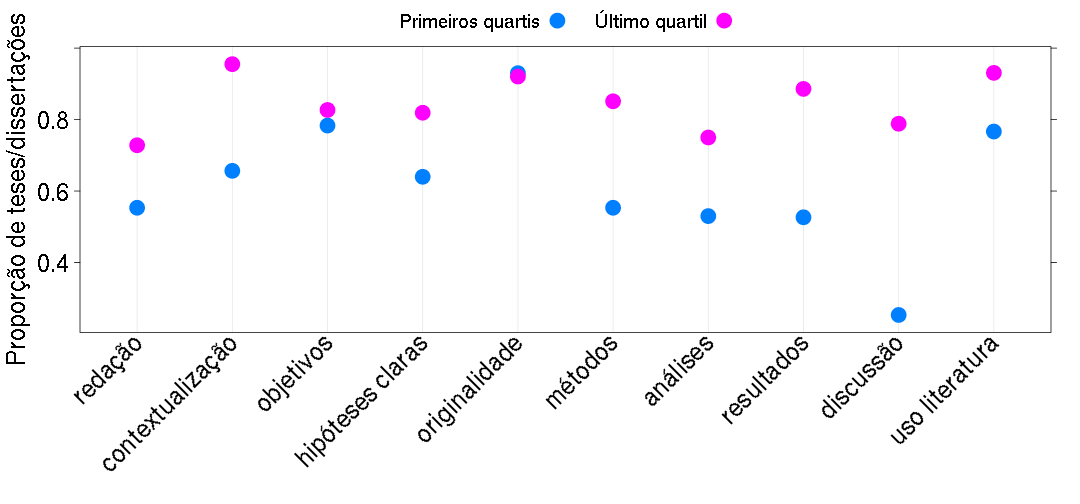 Primeiros quartis Último quartil
Proporção de teses/dissertações
0.8
0.6
0.4
redação
contextualização
objetivos
hipóteses claras
originalidade
métodos
análises
resultados
discussão
uso literatura